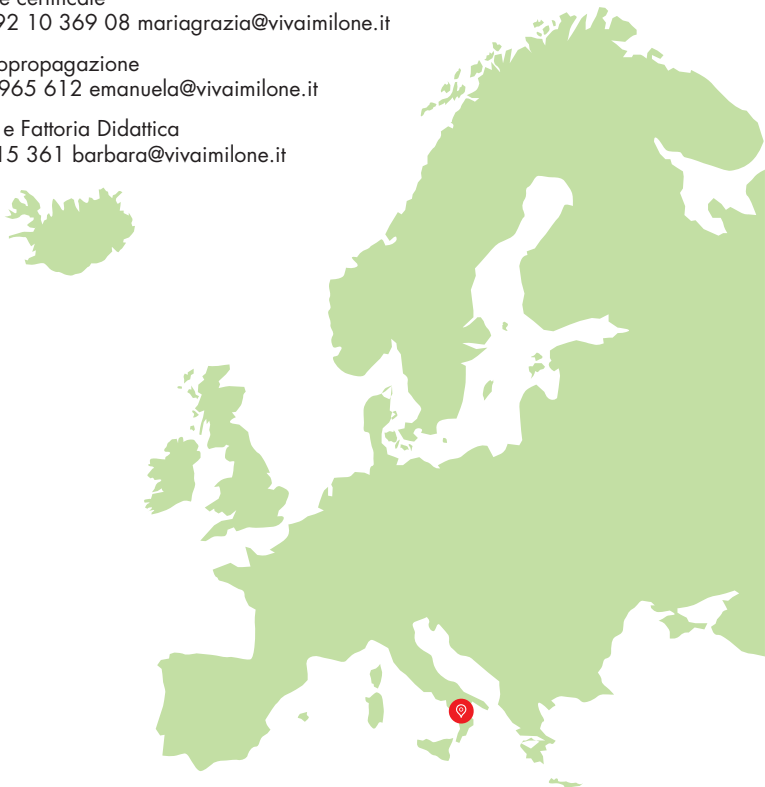 e certificate
92 10 369 08 mariagrazia@vivaimilone.it
opropagazione
965 612 emanuela@vivaimilone.it
e Fattoria Didattica
15 361 barbara@vivaimilone.it